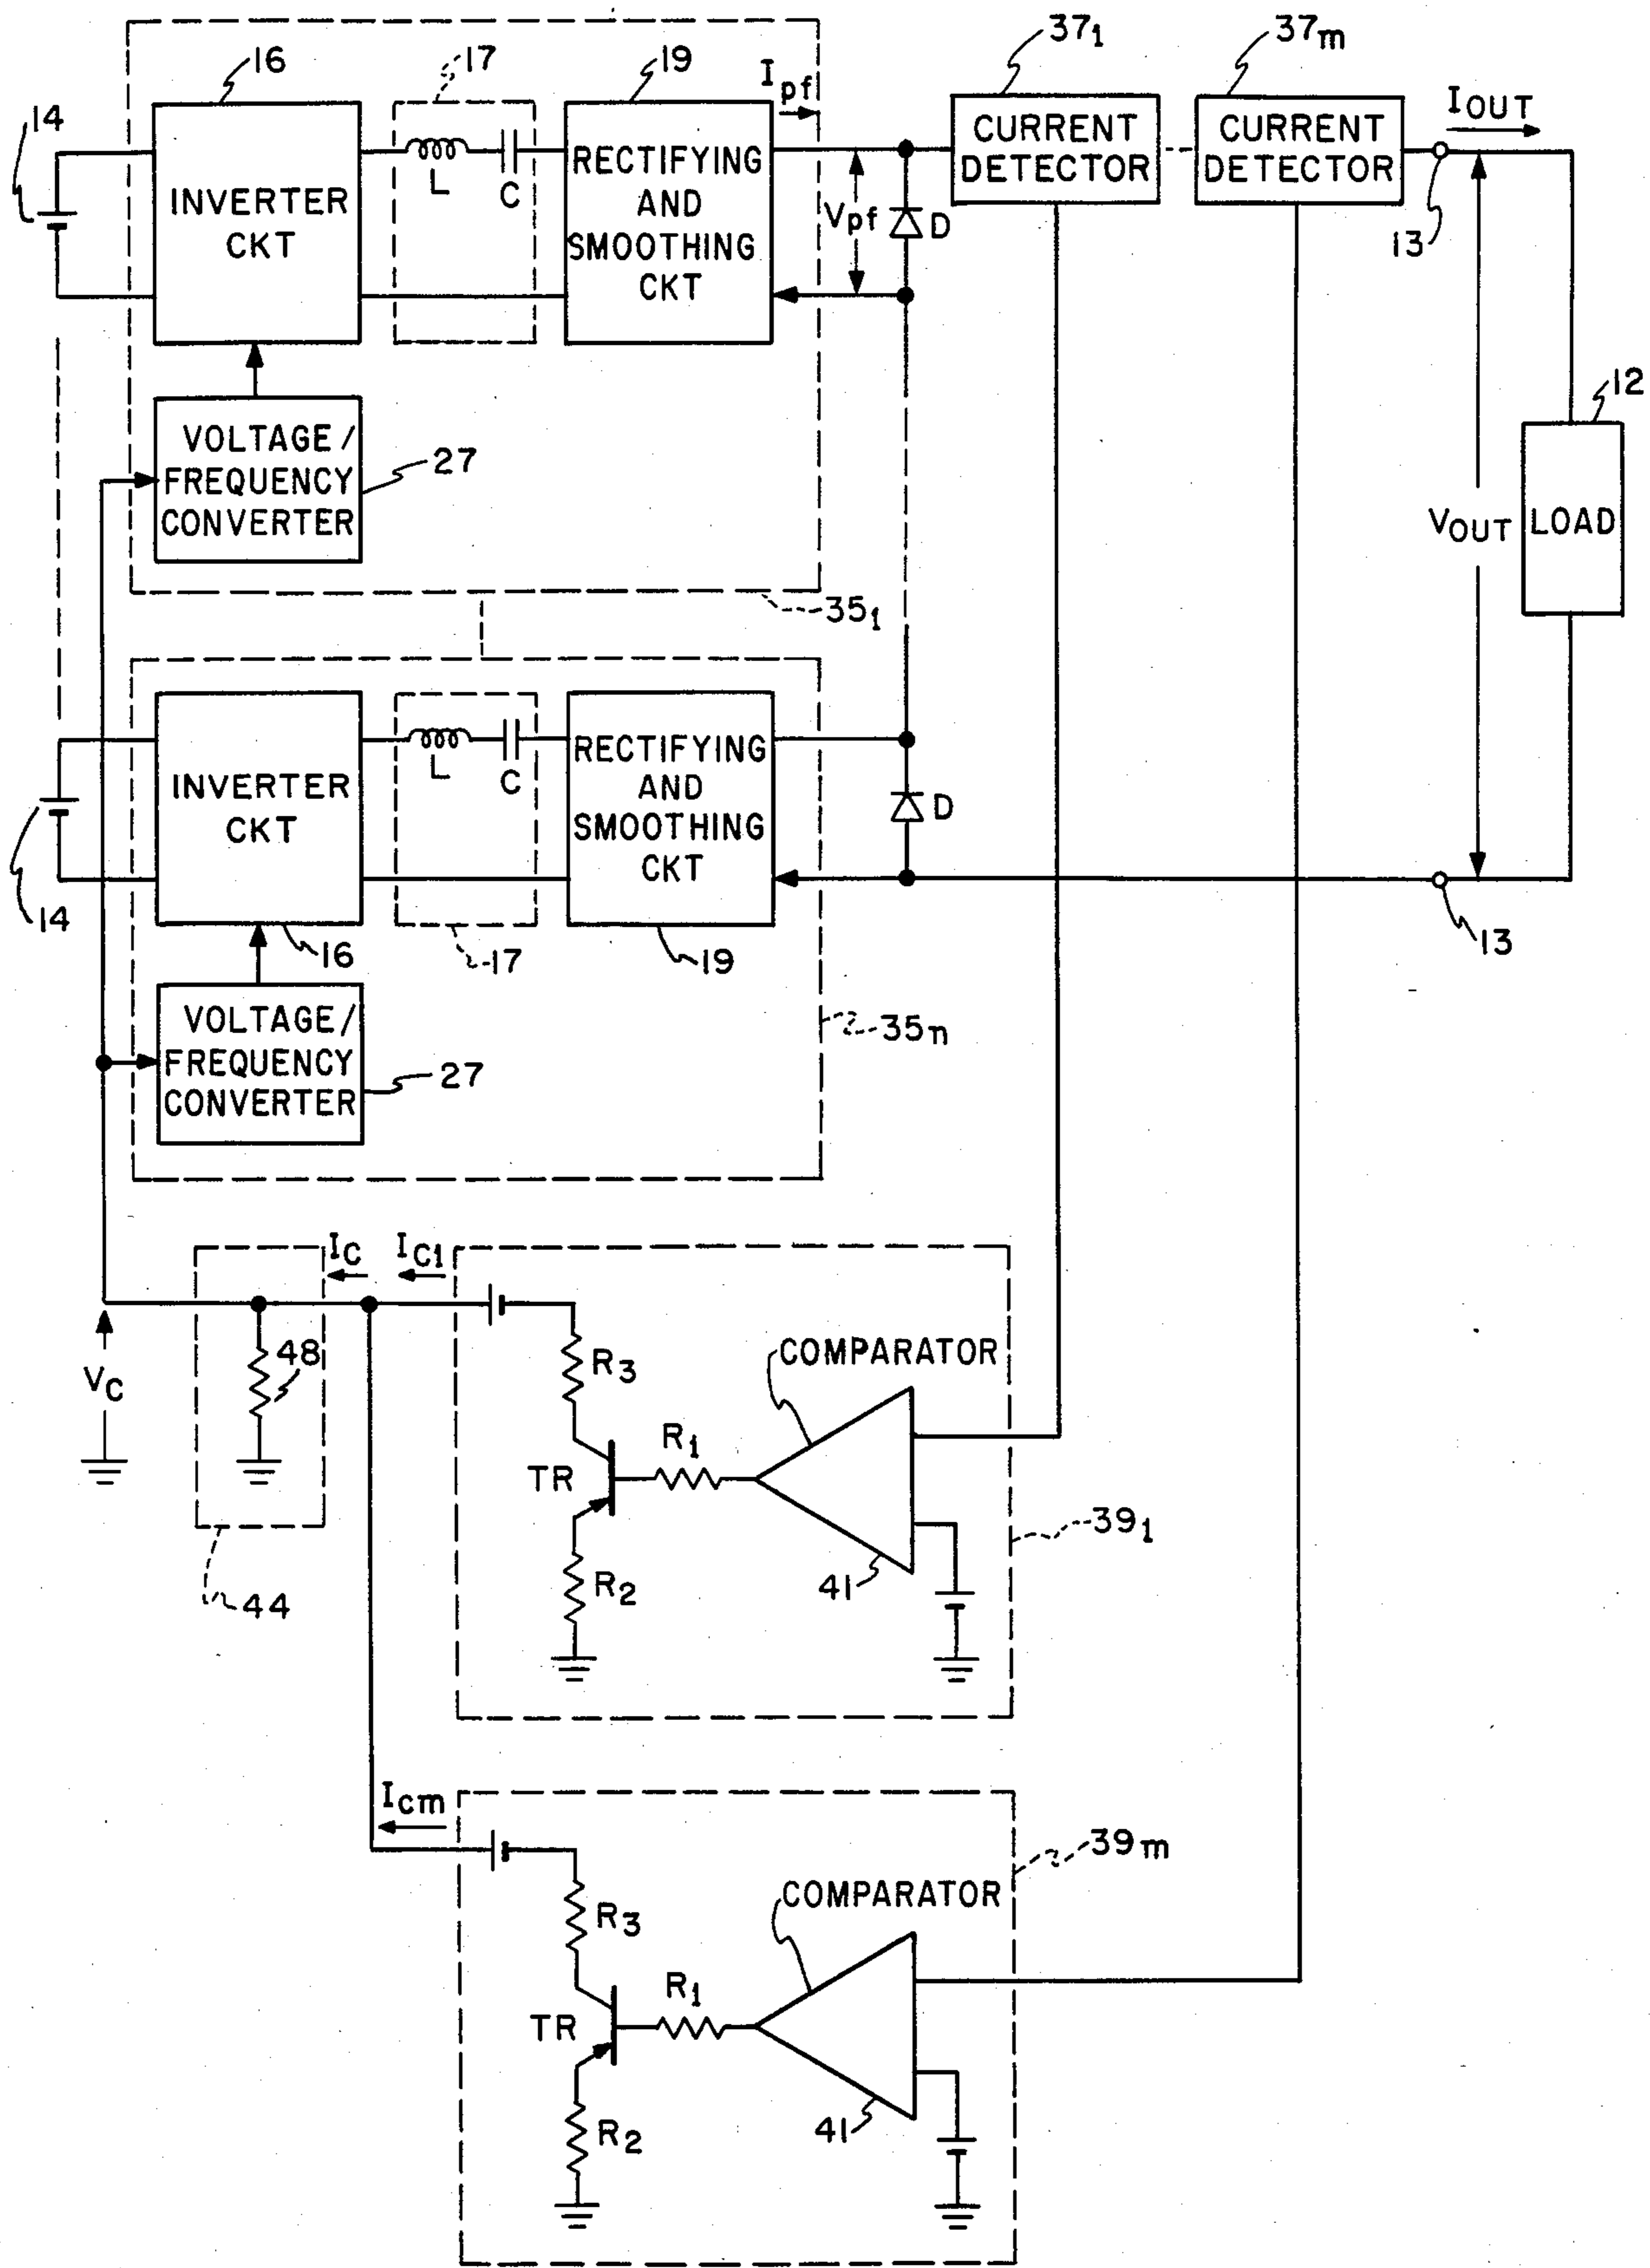 37₁
37m
16
17
19
Ipf
IOUT
14
INVERTER
CKT
L
C
RECTIFYING
AND
SMOOTHING
CKT
Vpf
D
CURRENT
DETECTOR
CURRENT
DETECTOR
13
12
VOLTAGE/
FREQUENCY
CONVERTER
27
VOUT
LOAD
35₁
INVERTER
CKT
L
C
RECTIFYING
AND
SMOOTHING
CKT
D
14
16
17
19
13
VOLTAGE/
FREQUENCY
CONVERTER
27
35n
IC
IC1
VC
48
R3
COMPARATOR
R1
TR
R2
41
39₁
44
Icm
39m
COMPARATOR
R3
R1
TR
R2
41